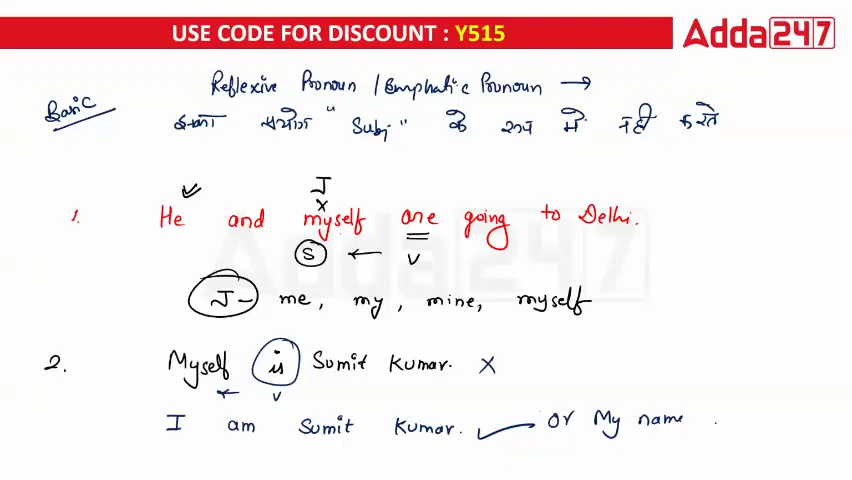 USE CODE FOR DISCOUNT : Y515
Adda247
Reflexive Pronoun / Emphatic Pronoun →
Basic
इनका प्रयोग "Subj" के रूप में नहीं करते
I
1. He and myself are going to Delhi.
S ← V
I - me, my, mine, myself
2. Myself is Sumit Kumar. X
← V
I am Sumit Kumar. ✓ Or My name